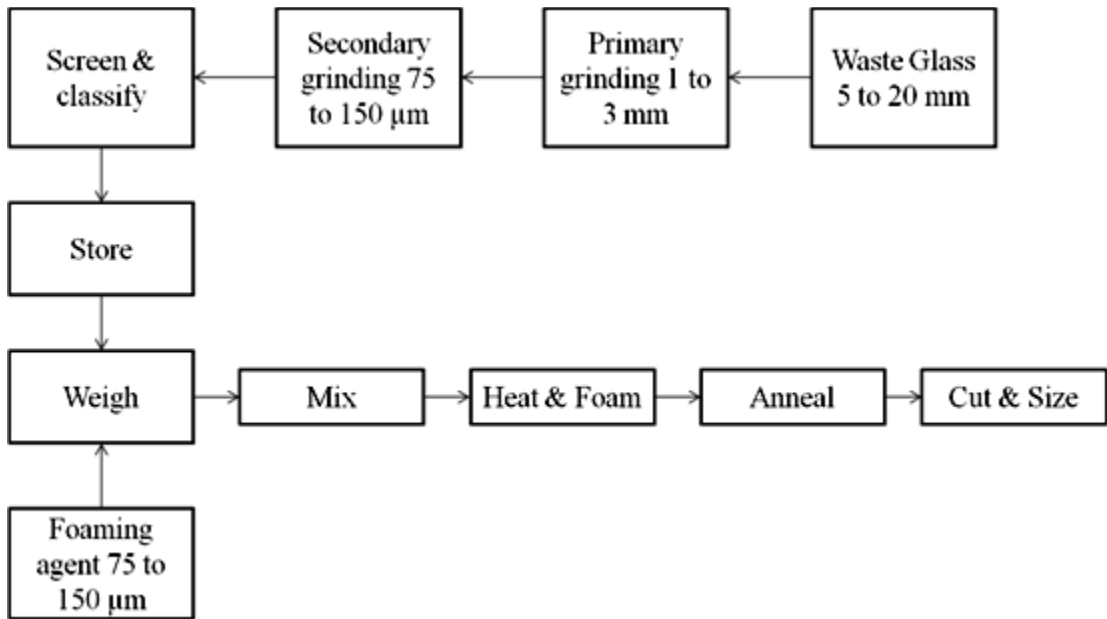 Screen &
classify
Secondary
grinding 75
to 150 μm
Primary
grinding 1 to
3 mm
Waste Glass
5 to 20 mm
Store
Weigh
Mix
Heat & Foam
Anneal
Cut & Size
Foaming
agent 75 to
150 μm